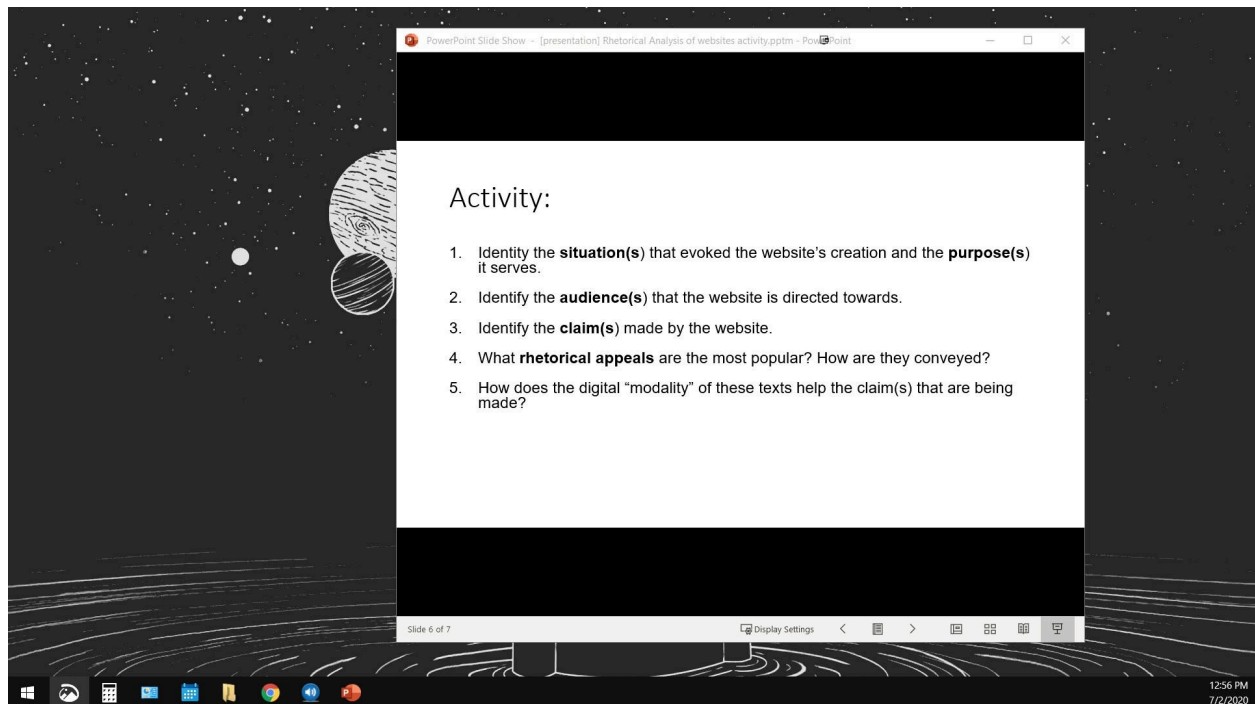 PowerPoint Slide Show - [presentation] Rhetorical Analysis of websites activity.pptm - PowerPoint
Activity:
1. Identity the situation(s) that evoked the website's creation and the purpose(s)
it serves.
2. Identify the audience(s) that the website is directed towards.
3. Identify the claim(s) made by the website.
4. What rhetorical appeals are the most popular? How are they conveyed?
5. How does the digital “modality” of these texts help the claim(s) that are being
made?
Slide 6 of 7
Display Settings
12:56 PM
7/2/2020